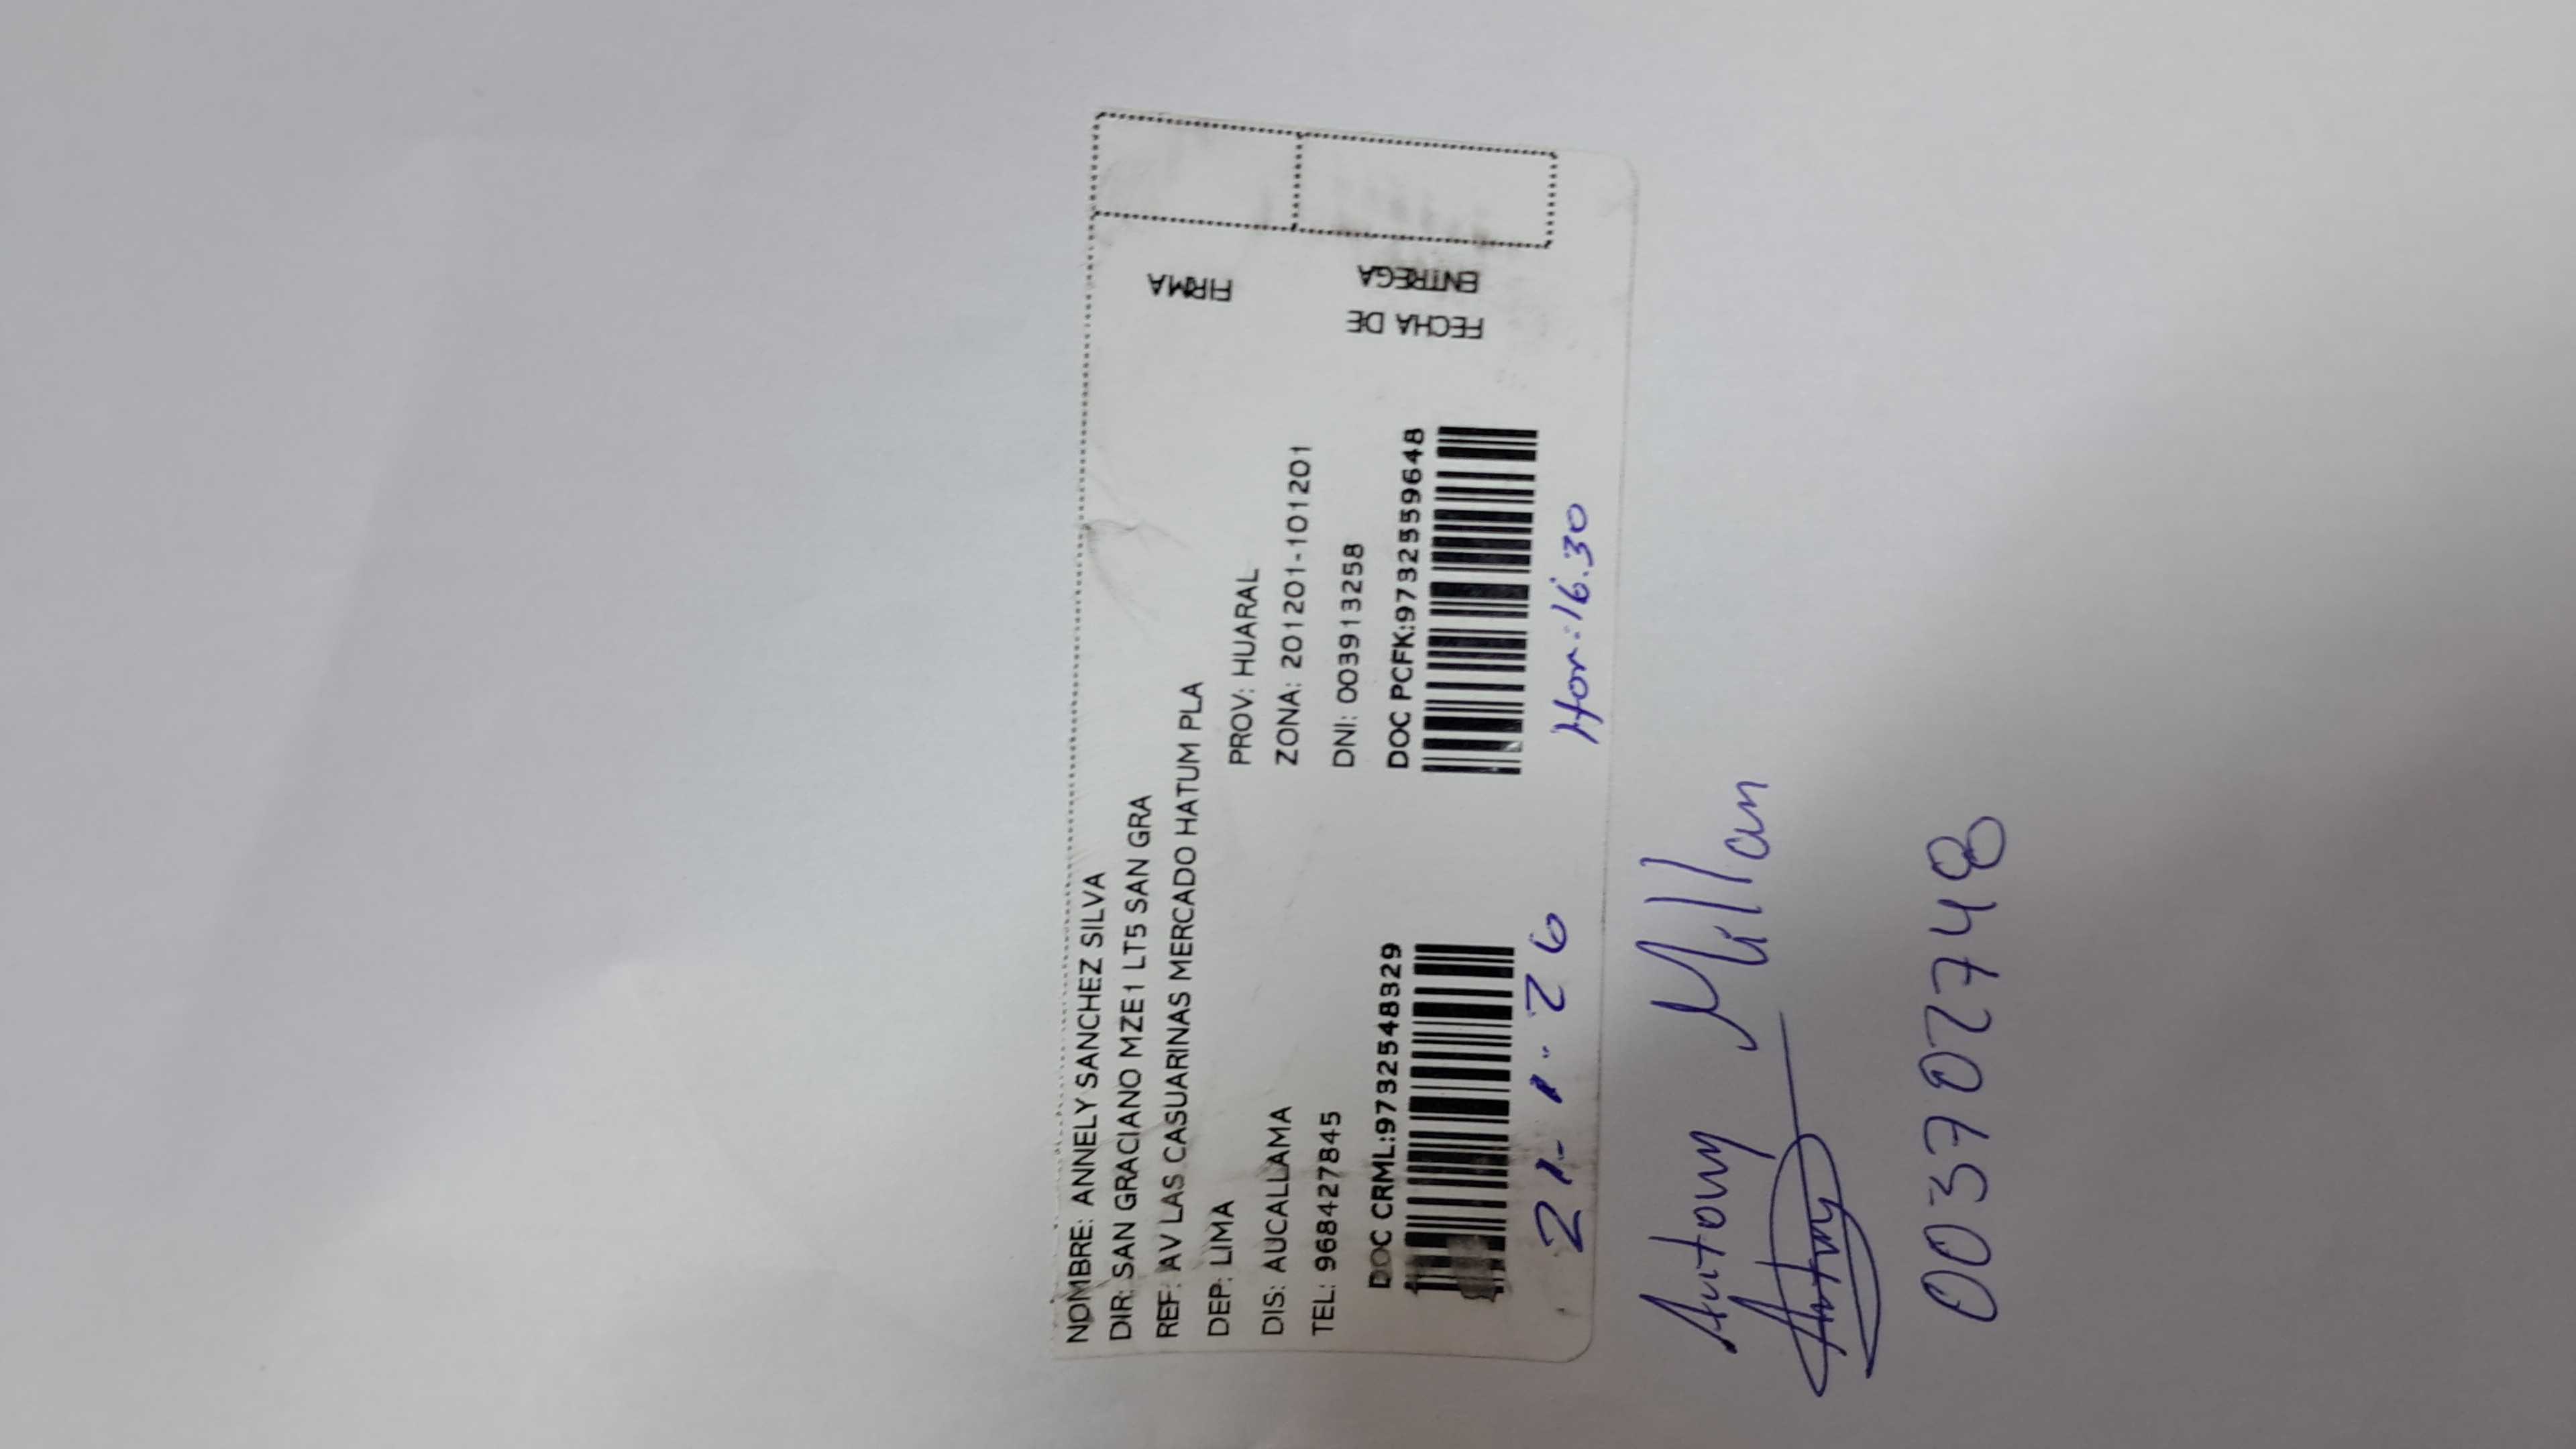 NOMBRE: ANNELY SANCHEZ SILVA
DIR: SAN GRACIANO MZE1 LT5 SAN GRA
REF: AV LAS CASUARINAS MERCADO HATUM PLA
DEP: LIMA PROV: HUARAL
DIS: AUCALLAMA ZONA: 201201-101201
TEL: 968427845 DNI: 003913258
DOC CRML:9732548329 DOC PCFK:9732559648
FIRMA
FECHA DE
ENTREGA
21-1-26 Hor:16.30
Antony Millan
Antony
003702748